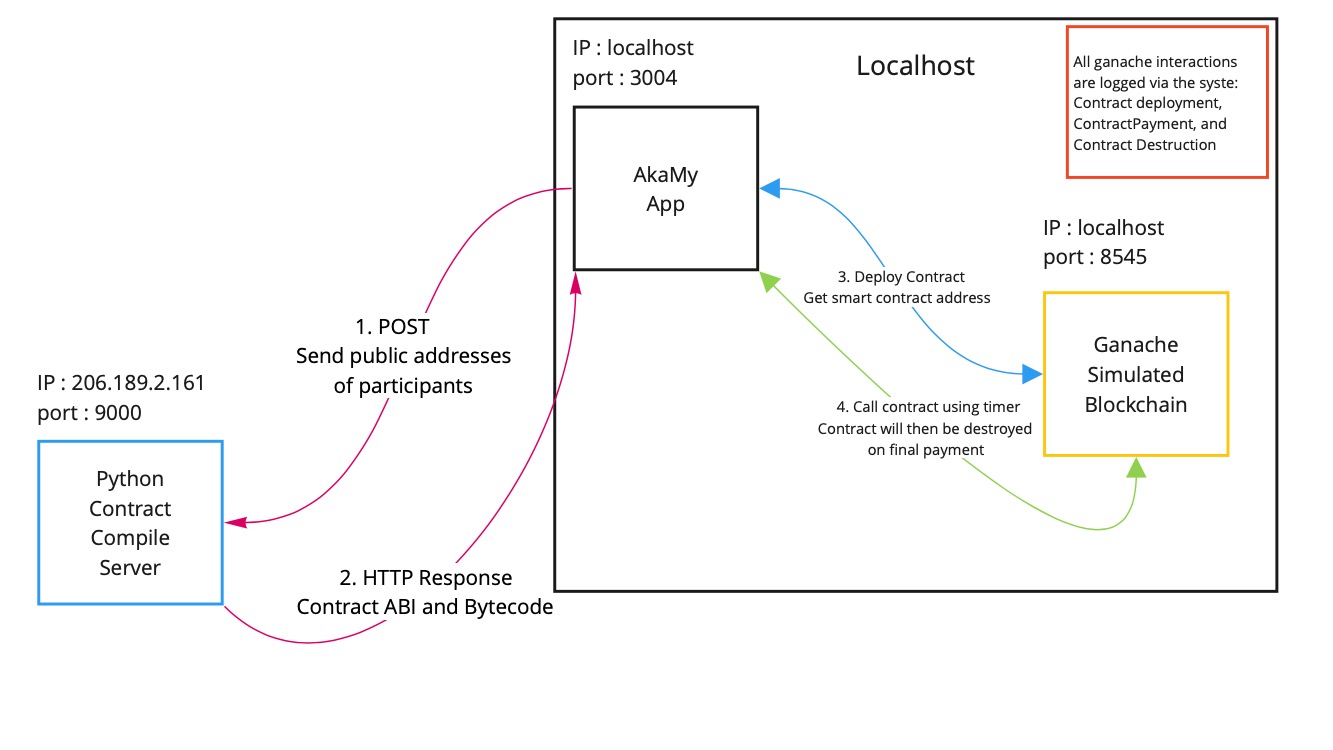 IP : localhost
port : 3004
Localhost
All ganache interactions
are logged via the syste:
Contract deployment,
ContractPayment, and
Contract Destruction
AkaMy
App
IP : localhost
port : 8545
3. Deploy Contract
Get smart contract address
Ganache
Simulated
Blockchain
1. POST
Send public addresses
of participants
4. Call contract using timer
Contract will then be destroyed
on final payment
IP : 206.189.2.161
port : 9000
Python
Contract
Compile
Server
2. HTTP Response
Contract ABI and Bytecode